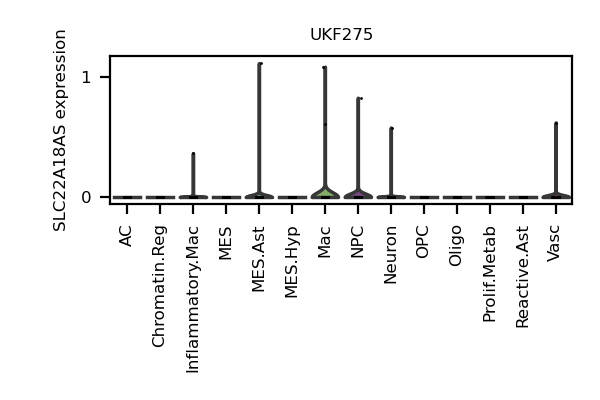 UKF275
SLC22A18AS expression
1
0
AC
Chromatin.Reg
Inflammatory.Mac
MES
MES.Ast
MES.Hyp
Mac
NPC
Neuron
OPC
Oligo
Prolif.Metab
Reactive.Ast
Vasc